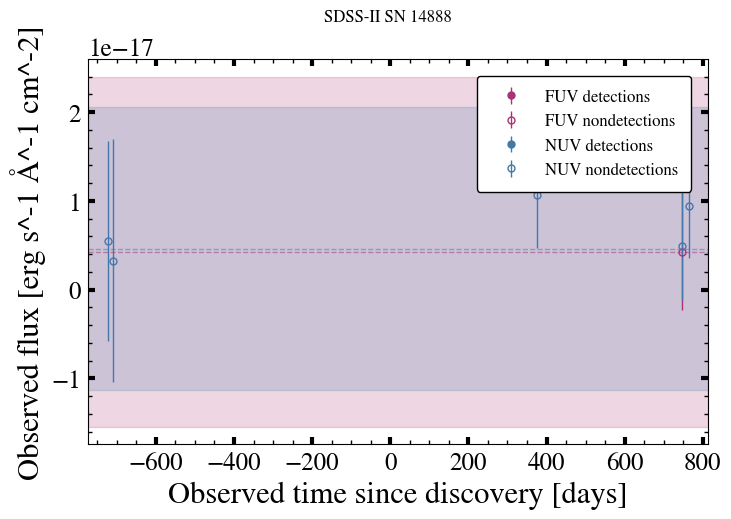 SDSS-II SN 14888
1e−17
FUV detections
FUV nondetections
NUV detections
NUV nondetections
2
1
0
−1
Observed flux [erg s^-1 Å^-1 cm^-2]
−600 −400 −200 0 200 400 600 800
Observed time since discovery [days]